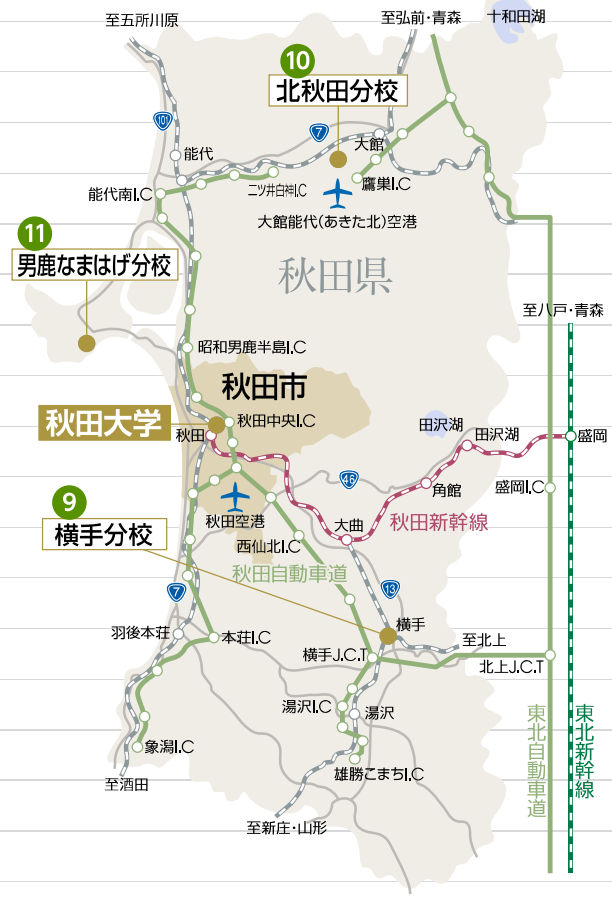 至五所川原
至弘前・青森
十和田湖
10
北秋田分校
101
7
能代
大館
能代南I.C
二ツ井白神I.C
鷹巣I.C
大館能代(あきた北)空港
11
男鹿なまはげ分校
秋田県
至八戸・青森
昭和男鹿半島I.C
秋田市
秋田大学
秋田
秋田中央I.C
田沢湖
田沢湖
盛岡
46
角館
盛岡I.C
9
横手分校
秋田空港
大曲
秋田新幹線
西仙北I.C
秋田自動車道
7
13
羽後本荘
本荘I.C
横手
至北上
横手J.C.T
北上J.C.T
湯沢I.C
湯沢
東北自動車道
東北新幹線
象潟I.C
雄勝こまちI.C
至酒田
至新庄・山形